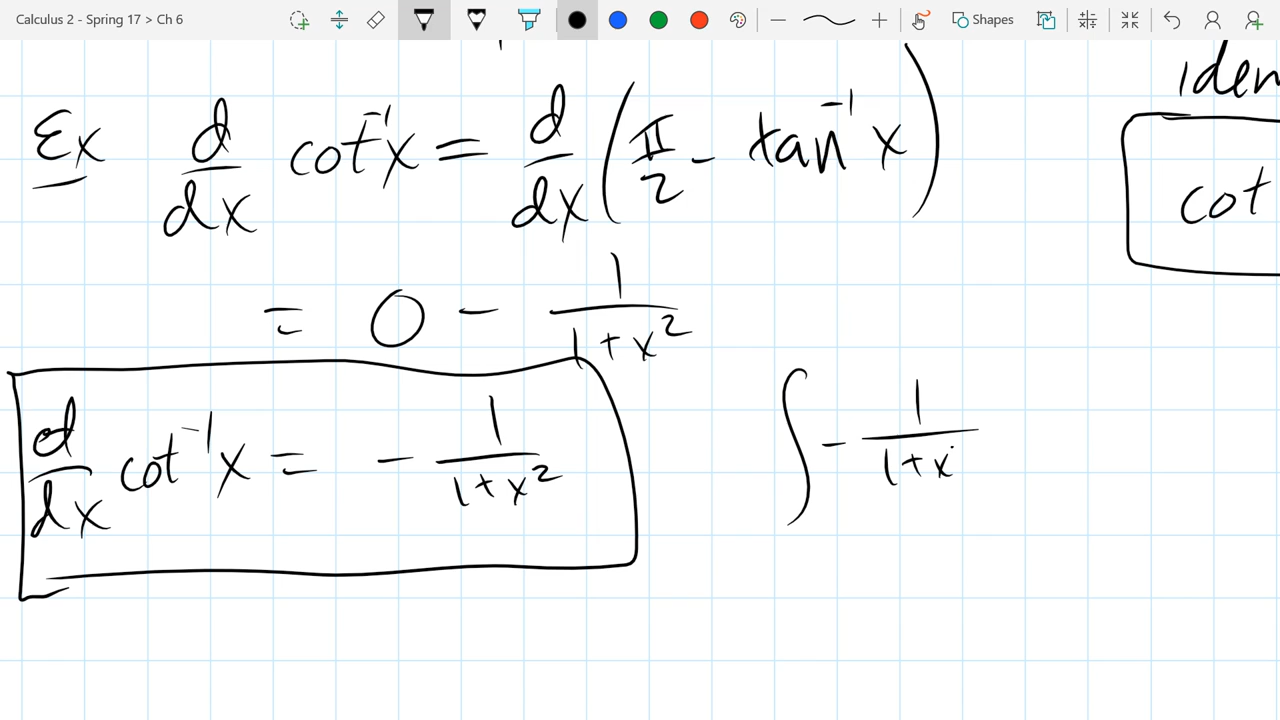 Calculus 2 - Spring 17 > Ch 6
Shapes
iden
Ex d/dx cot⁻¹x = d/dx (π/2 - tan⁻¹ x)
cot
= 0 - 1/(1+x²)
d/dx cot⁻¹x = - 1/(1+x²)
∫ - 1/(1+x